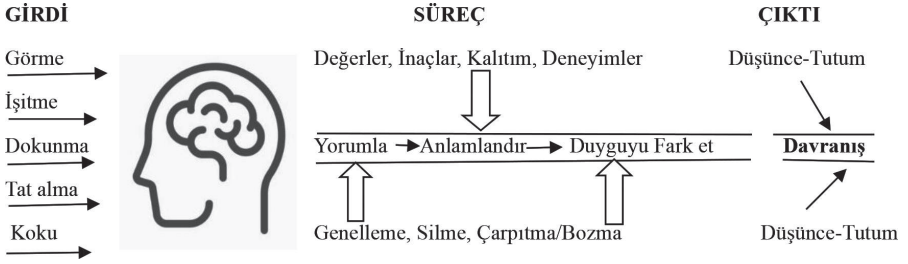 GİRDİ SÜREÇ ÇIKTI
Görme
İşitme
Dokunma
Tat alma
Koku
Değerler, İnaçlar, Kalıtım, Deneyimler
Yorumla Anlamlandır Duyguyu Fark et
Genelleme, Silme, Çarpıtma/Bozma
Düşünce-Tutum
Davranış
Düşünce-Tutum